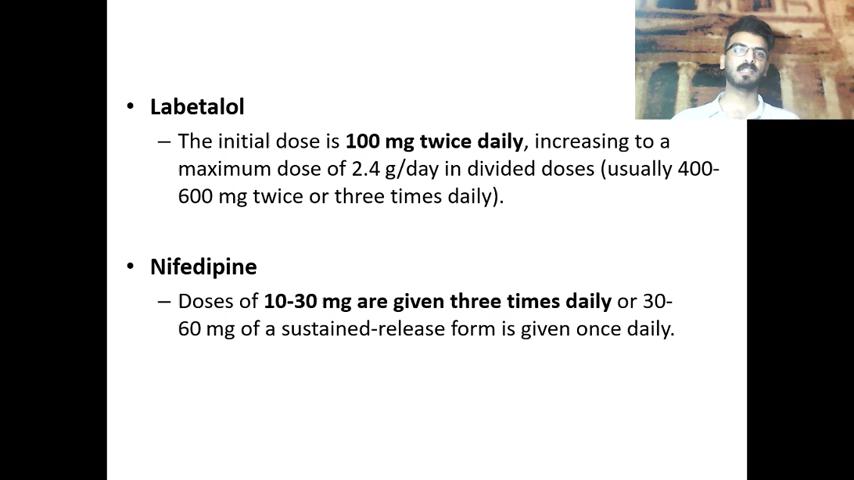 • Labetalol
– The initial dose is 100 mg twice daily, increasing to a
maximum dose of 2.4 g/day in divided doses (usually 400-
600 mg twice or three times daily).
• Nifedipine
– Doses of 10-30 mg are given three times daily or 30-
60 mg of a sustained-release form is given once daily.